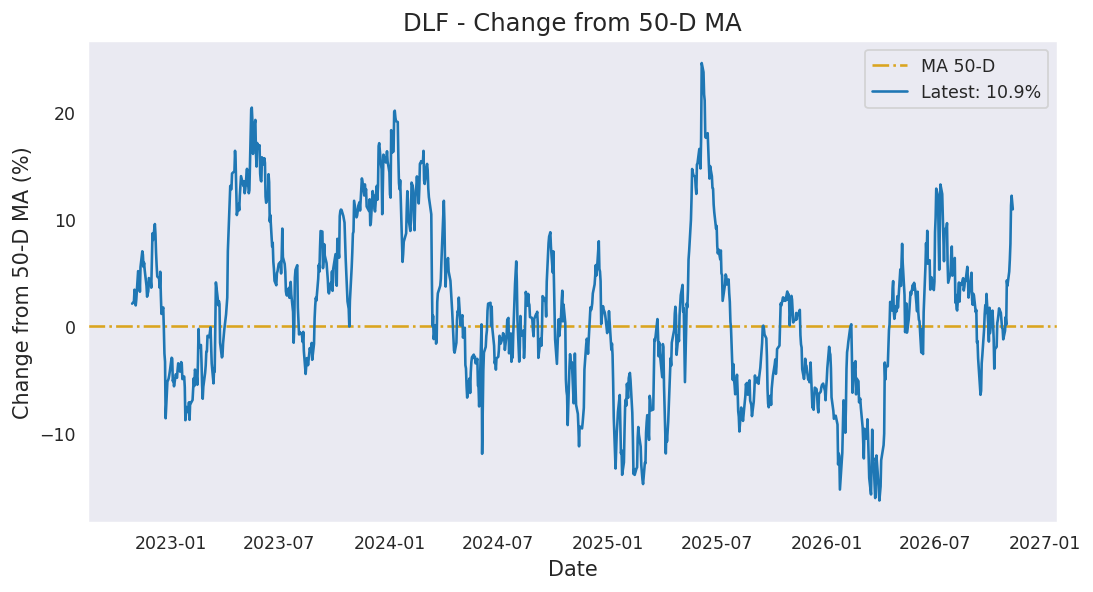 DLF - Change from 50-D MA
MA 50-D
Latest: 10.9%
Change from 50-D MA (%)
20
10
0
−10
2023-01
2023-07
2024-01
2024-07
2025-01
2025-07
2026-01
2026-07
2027-01
Date